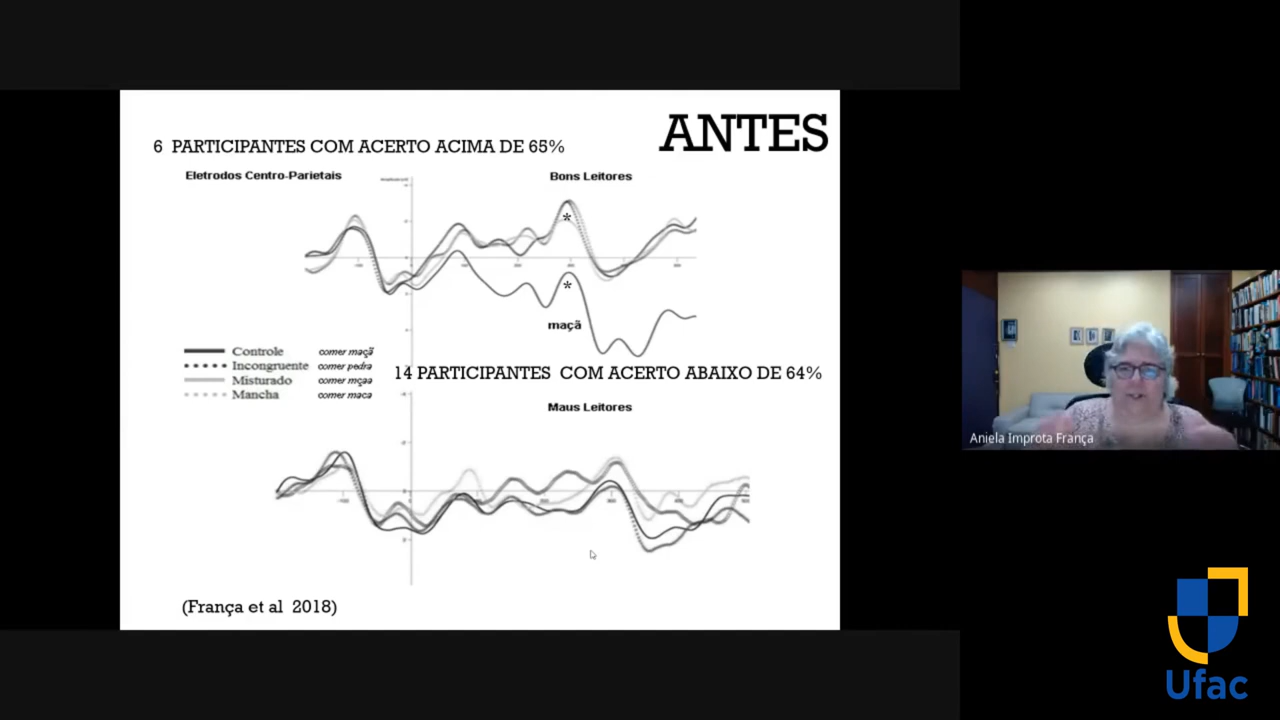 ANTES
6 PARTICIPANTES COM ACERTO ACIMA DE 65%
Eletrodos Centro-Parietais
Bons Leitores
*
*
maçã
Controle comer maçã
Incongruente comer pedra
Misturado comer mçaa
Mancha comer maca
14 PARTICIPANTES COM ACERTO ABAIXO DE 64%
Maus Leitores
(França et al 2018)
Aniela Improta França
Ufac